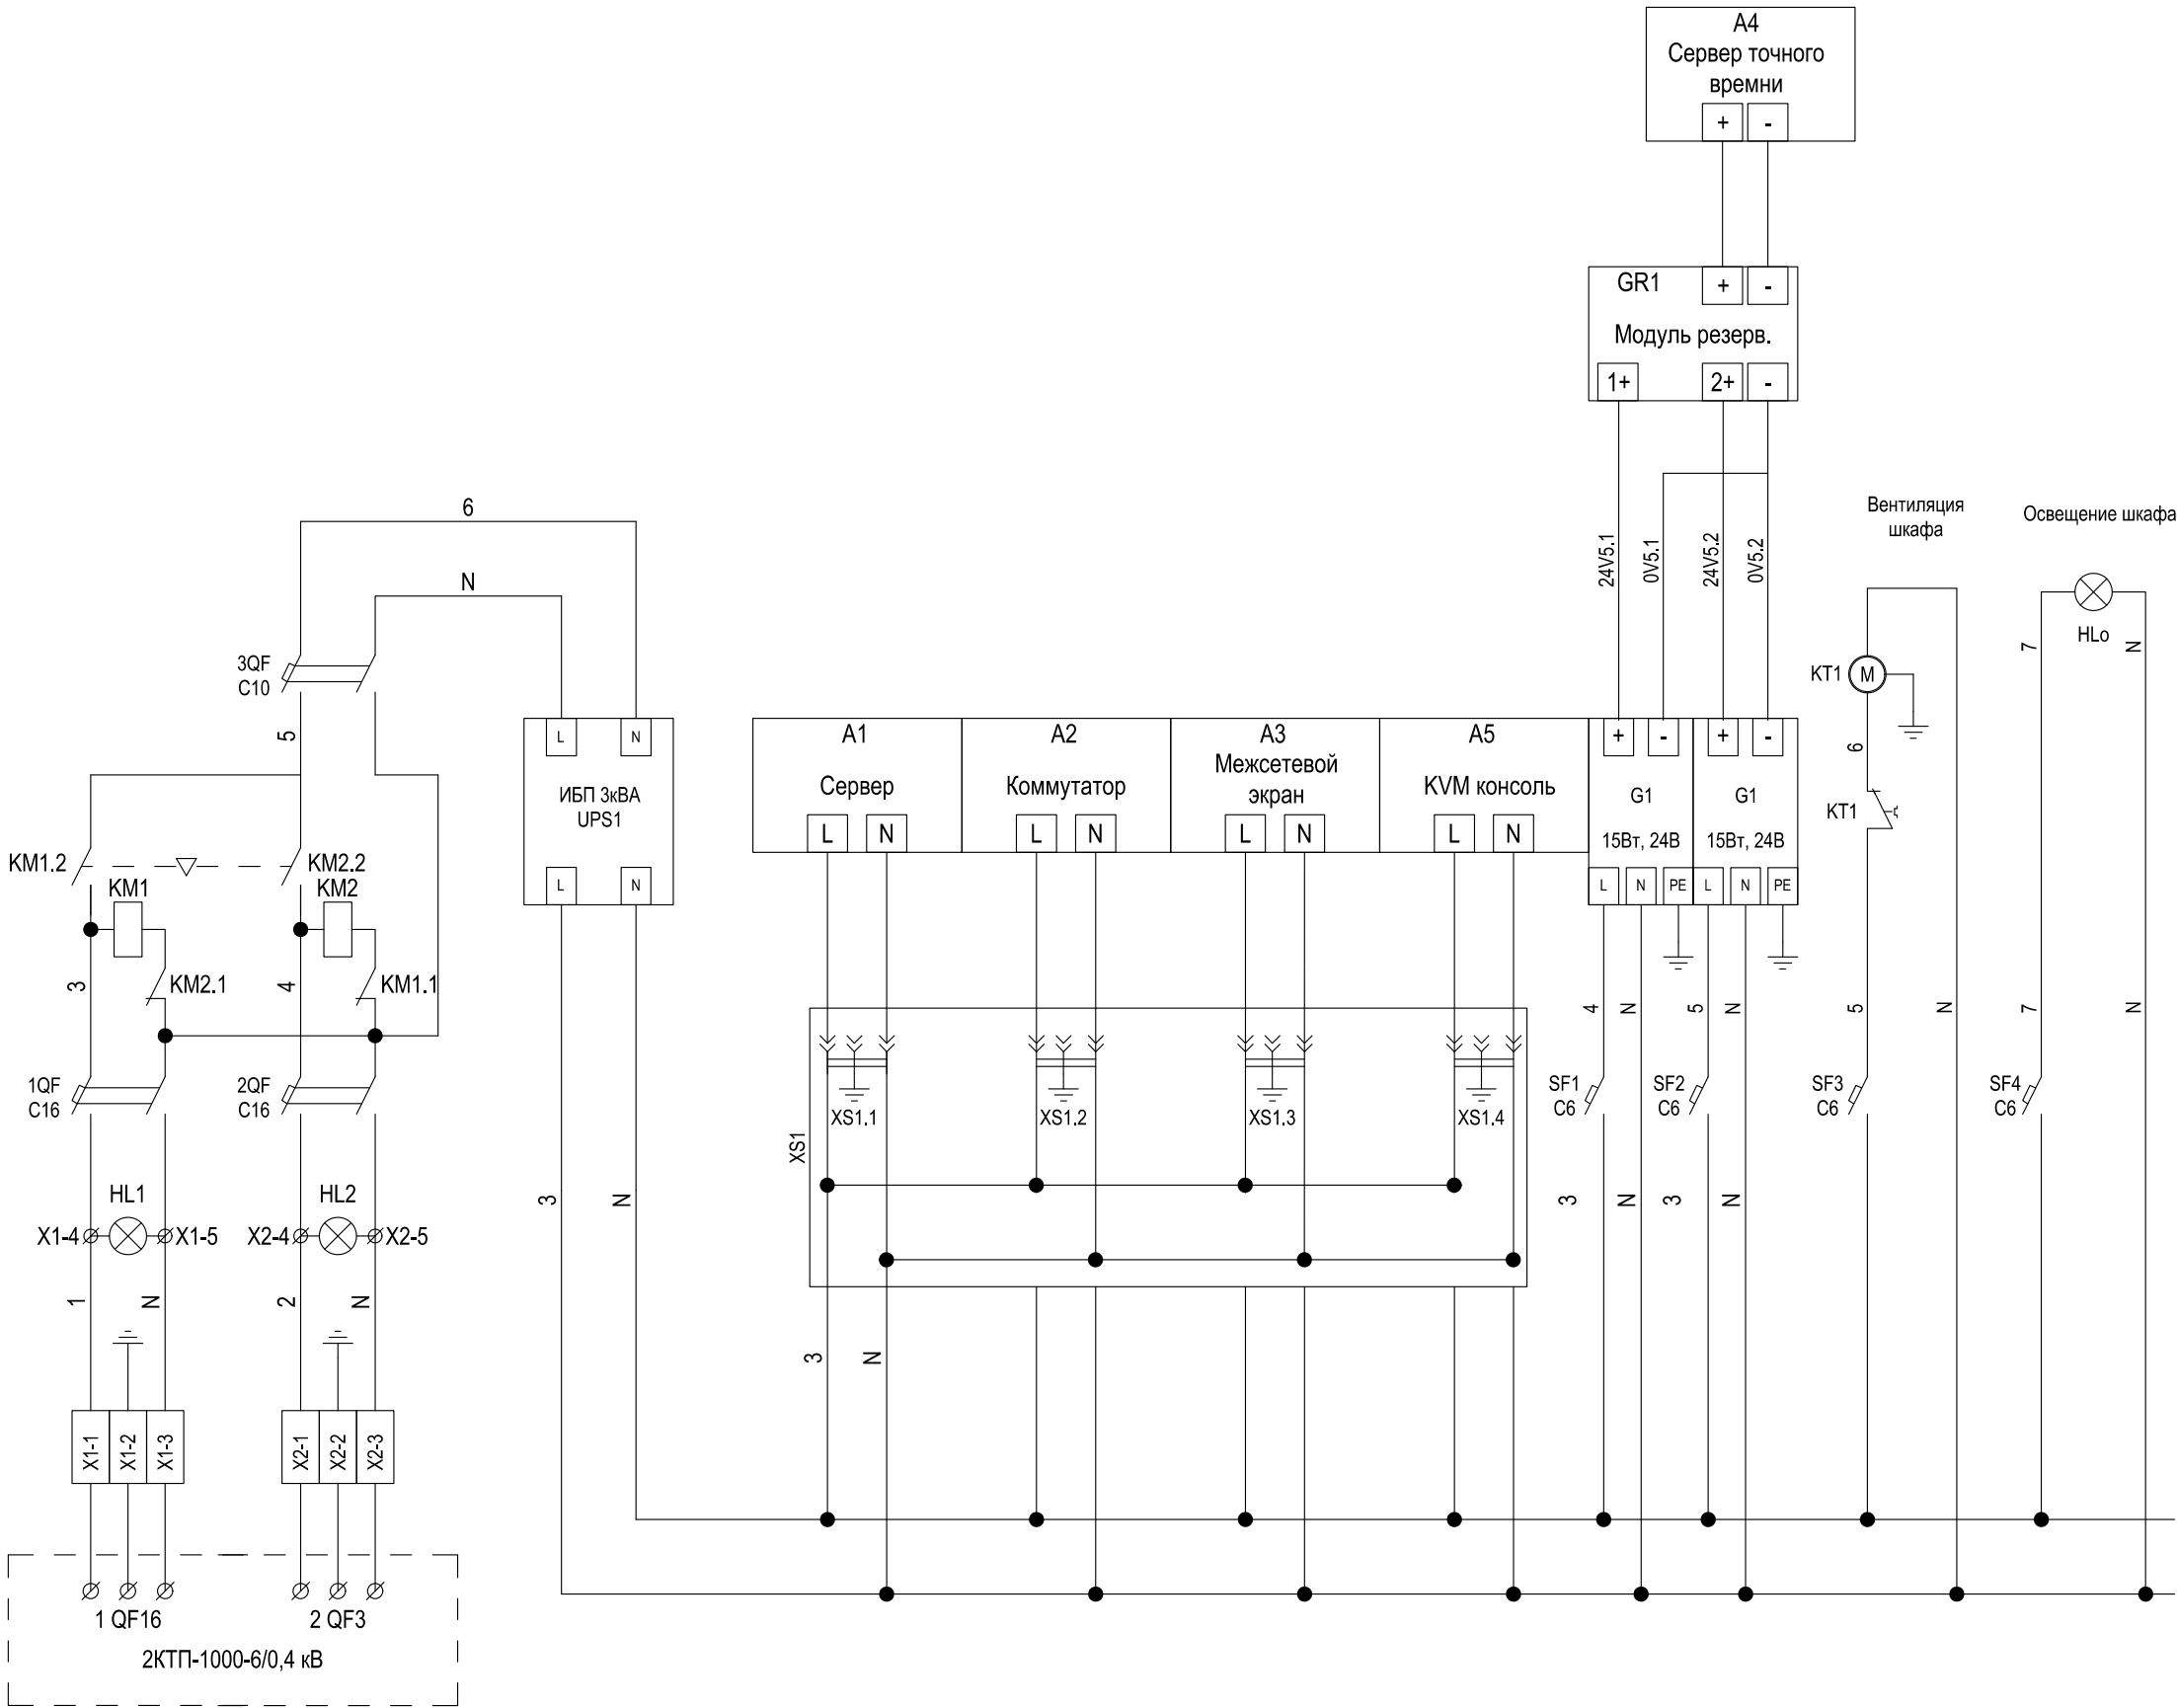 A4
Сервер точного
времни
+ -
GR1
+ -
Модуль резерв.
1+ 2+ -
Вентиляция
шкафа
Освещение шкафа
6
24V5.1
0V5.1
24V5.2
0V5.2
N
HLo
7
N
3QF
C10
KT1
M
5
L N
A1
Сервер
L N
A2
Коммутатор
L N
A3
Межсетевой
экран
L N
A5
KVM консоль
L N
+ -
G1
15Вт, 24В
L N PE
+ -
G1
15Вт, 24В
L N PE
6
ИБП 3кВА
UPS1
L N
KT1
KM1.2
KM2.2
KM1
KM2
3
KM2.1
4
KM1.1
4
N
5
N
5
N
7
N
1QF
C16
2QF
C16
XS1
XS1.1
XS1.2
XS1.3
XS1.4
SF1
C6
SF2
C6
SF3
C6
SF4
C6
HL1
HL2
3
N
3
N
3
N
X1-4
X1-5
X2-4
X2-5
1
N
2
N
3
N
X1-1
X1-2
X1-3
X2-1
X2-2
X2-3
1 QF16
2 QF3
2КТП-1000-6/0,4 кВ